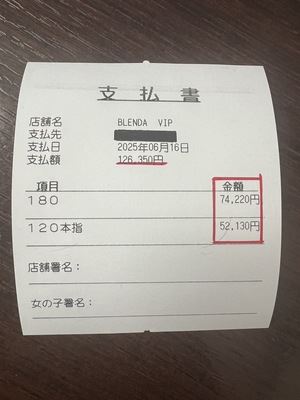 支払書
店舗名 BLENDA VIP
支払先
支払日 2025年06月16日
支払額 126,350円
項目 金額
180 74,220円
120本指 52,130円
店舗署名：
女の子署名：